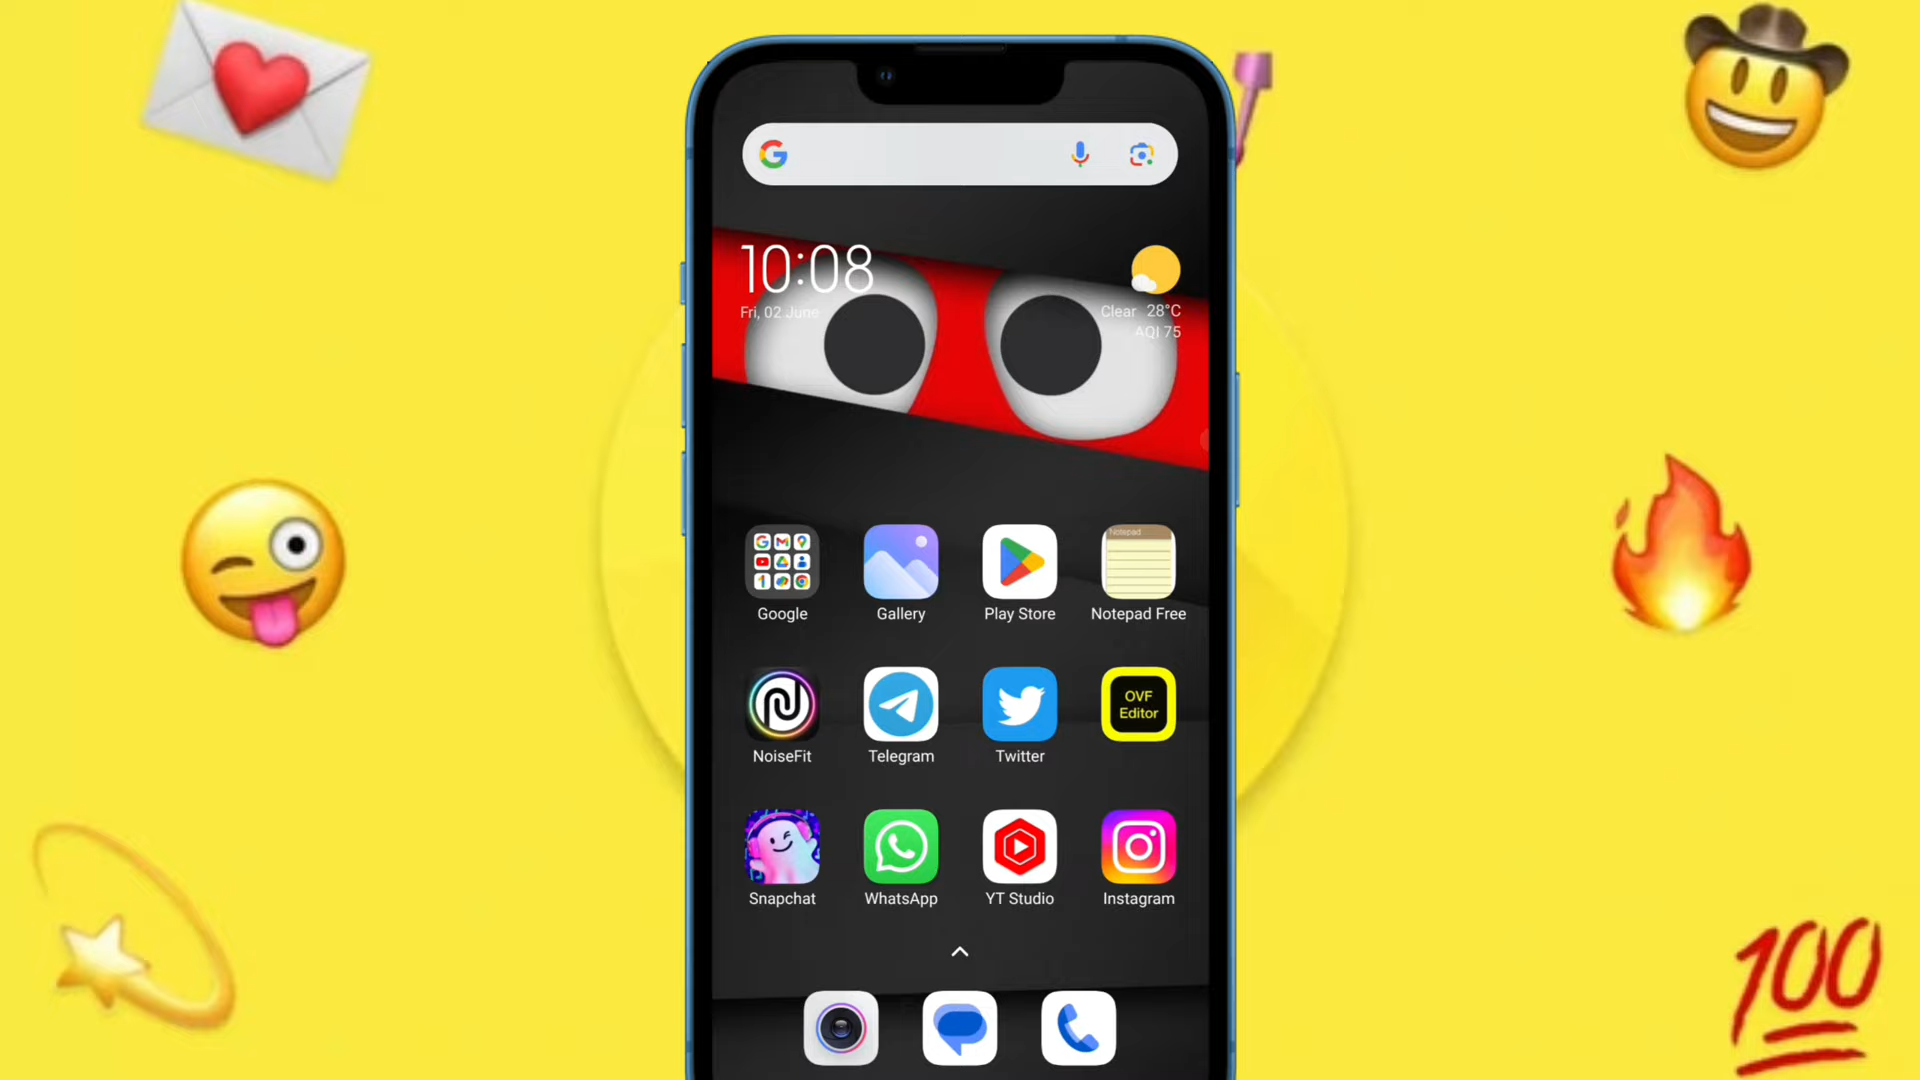 10:08
Fri, 02 June
Clear 28°C
AQI 75
Notepad
Google
Gallery
Play Store
Notepad Free
OVF
Editor
NoiseFit
Telegram
Twitter
Snapchat
WhatsApp
YT Studio
Instagram
100